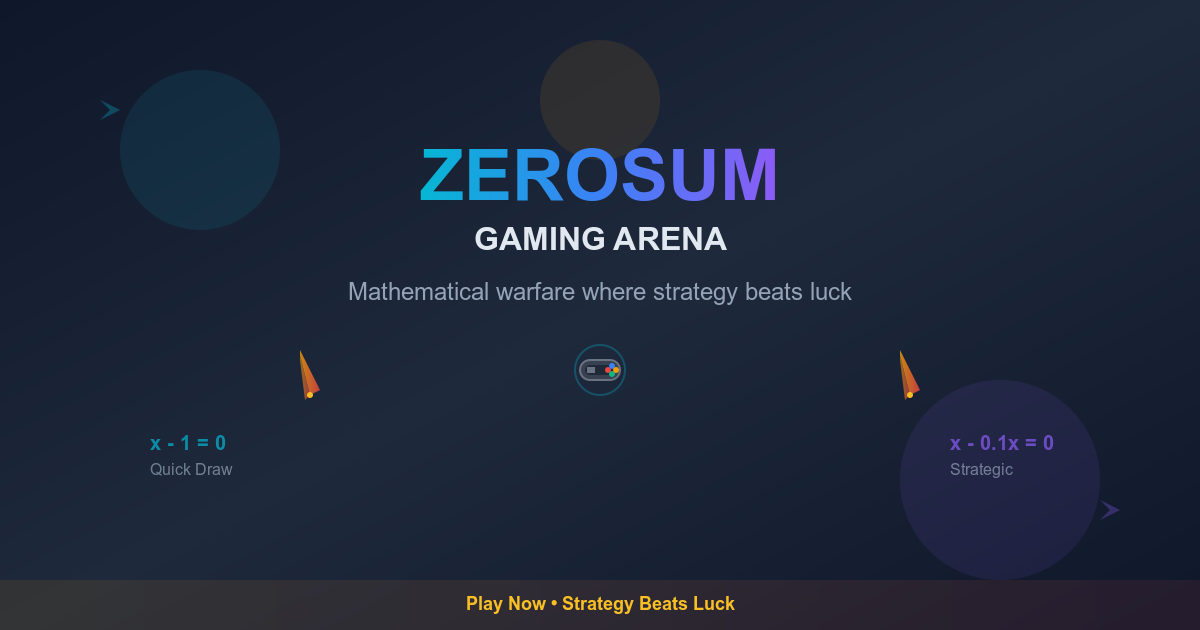 ZEROSUM
GAMING ARENA
Mathematical warfare where strategy beats luck
x - 1 = 0
Quick Draw
x - 0.1x = 0
Strategic
Play Now • Strategy Beats Luck